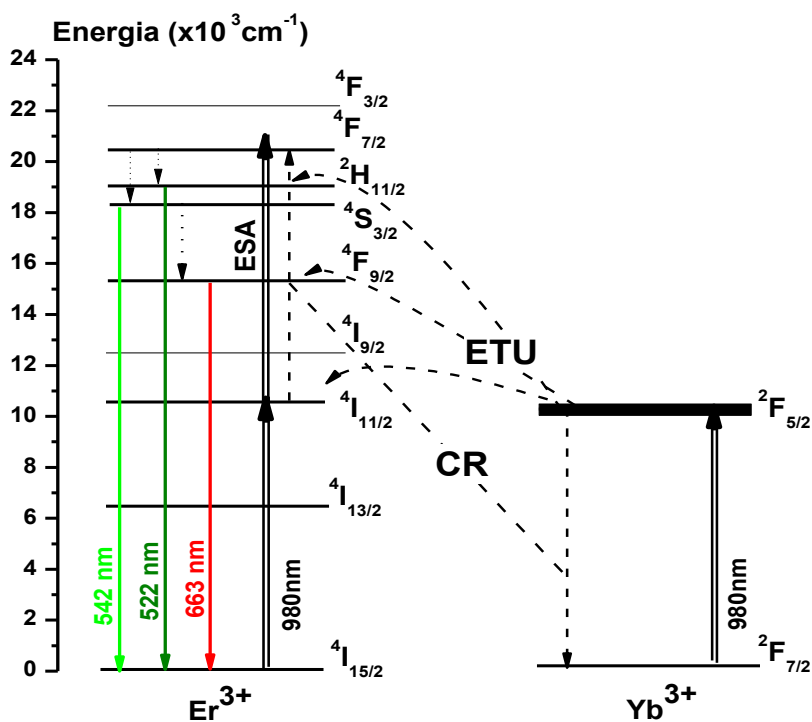 Energia (x10³cm⁻¹)
24
22
20
18
16
14
12
10
8
6
4
2
0
⁴F₃/₂
⁴F₇/₂
²H₁₁/₂
⁴S₃/₂
⁴F₉/₂
⁴I₉/₂
⁴I₁₁/₂
⁴I₁₃/₂
⁴I₁₅/₂
ESA
542 nm
522 nm
663 nm
980nm
ETU
CR
²F₅/₂
980nm
²F₇/₂
Er³⁺
Yb³⁺